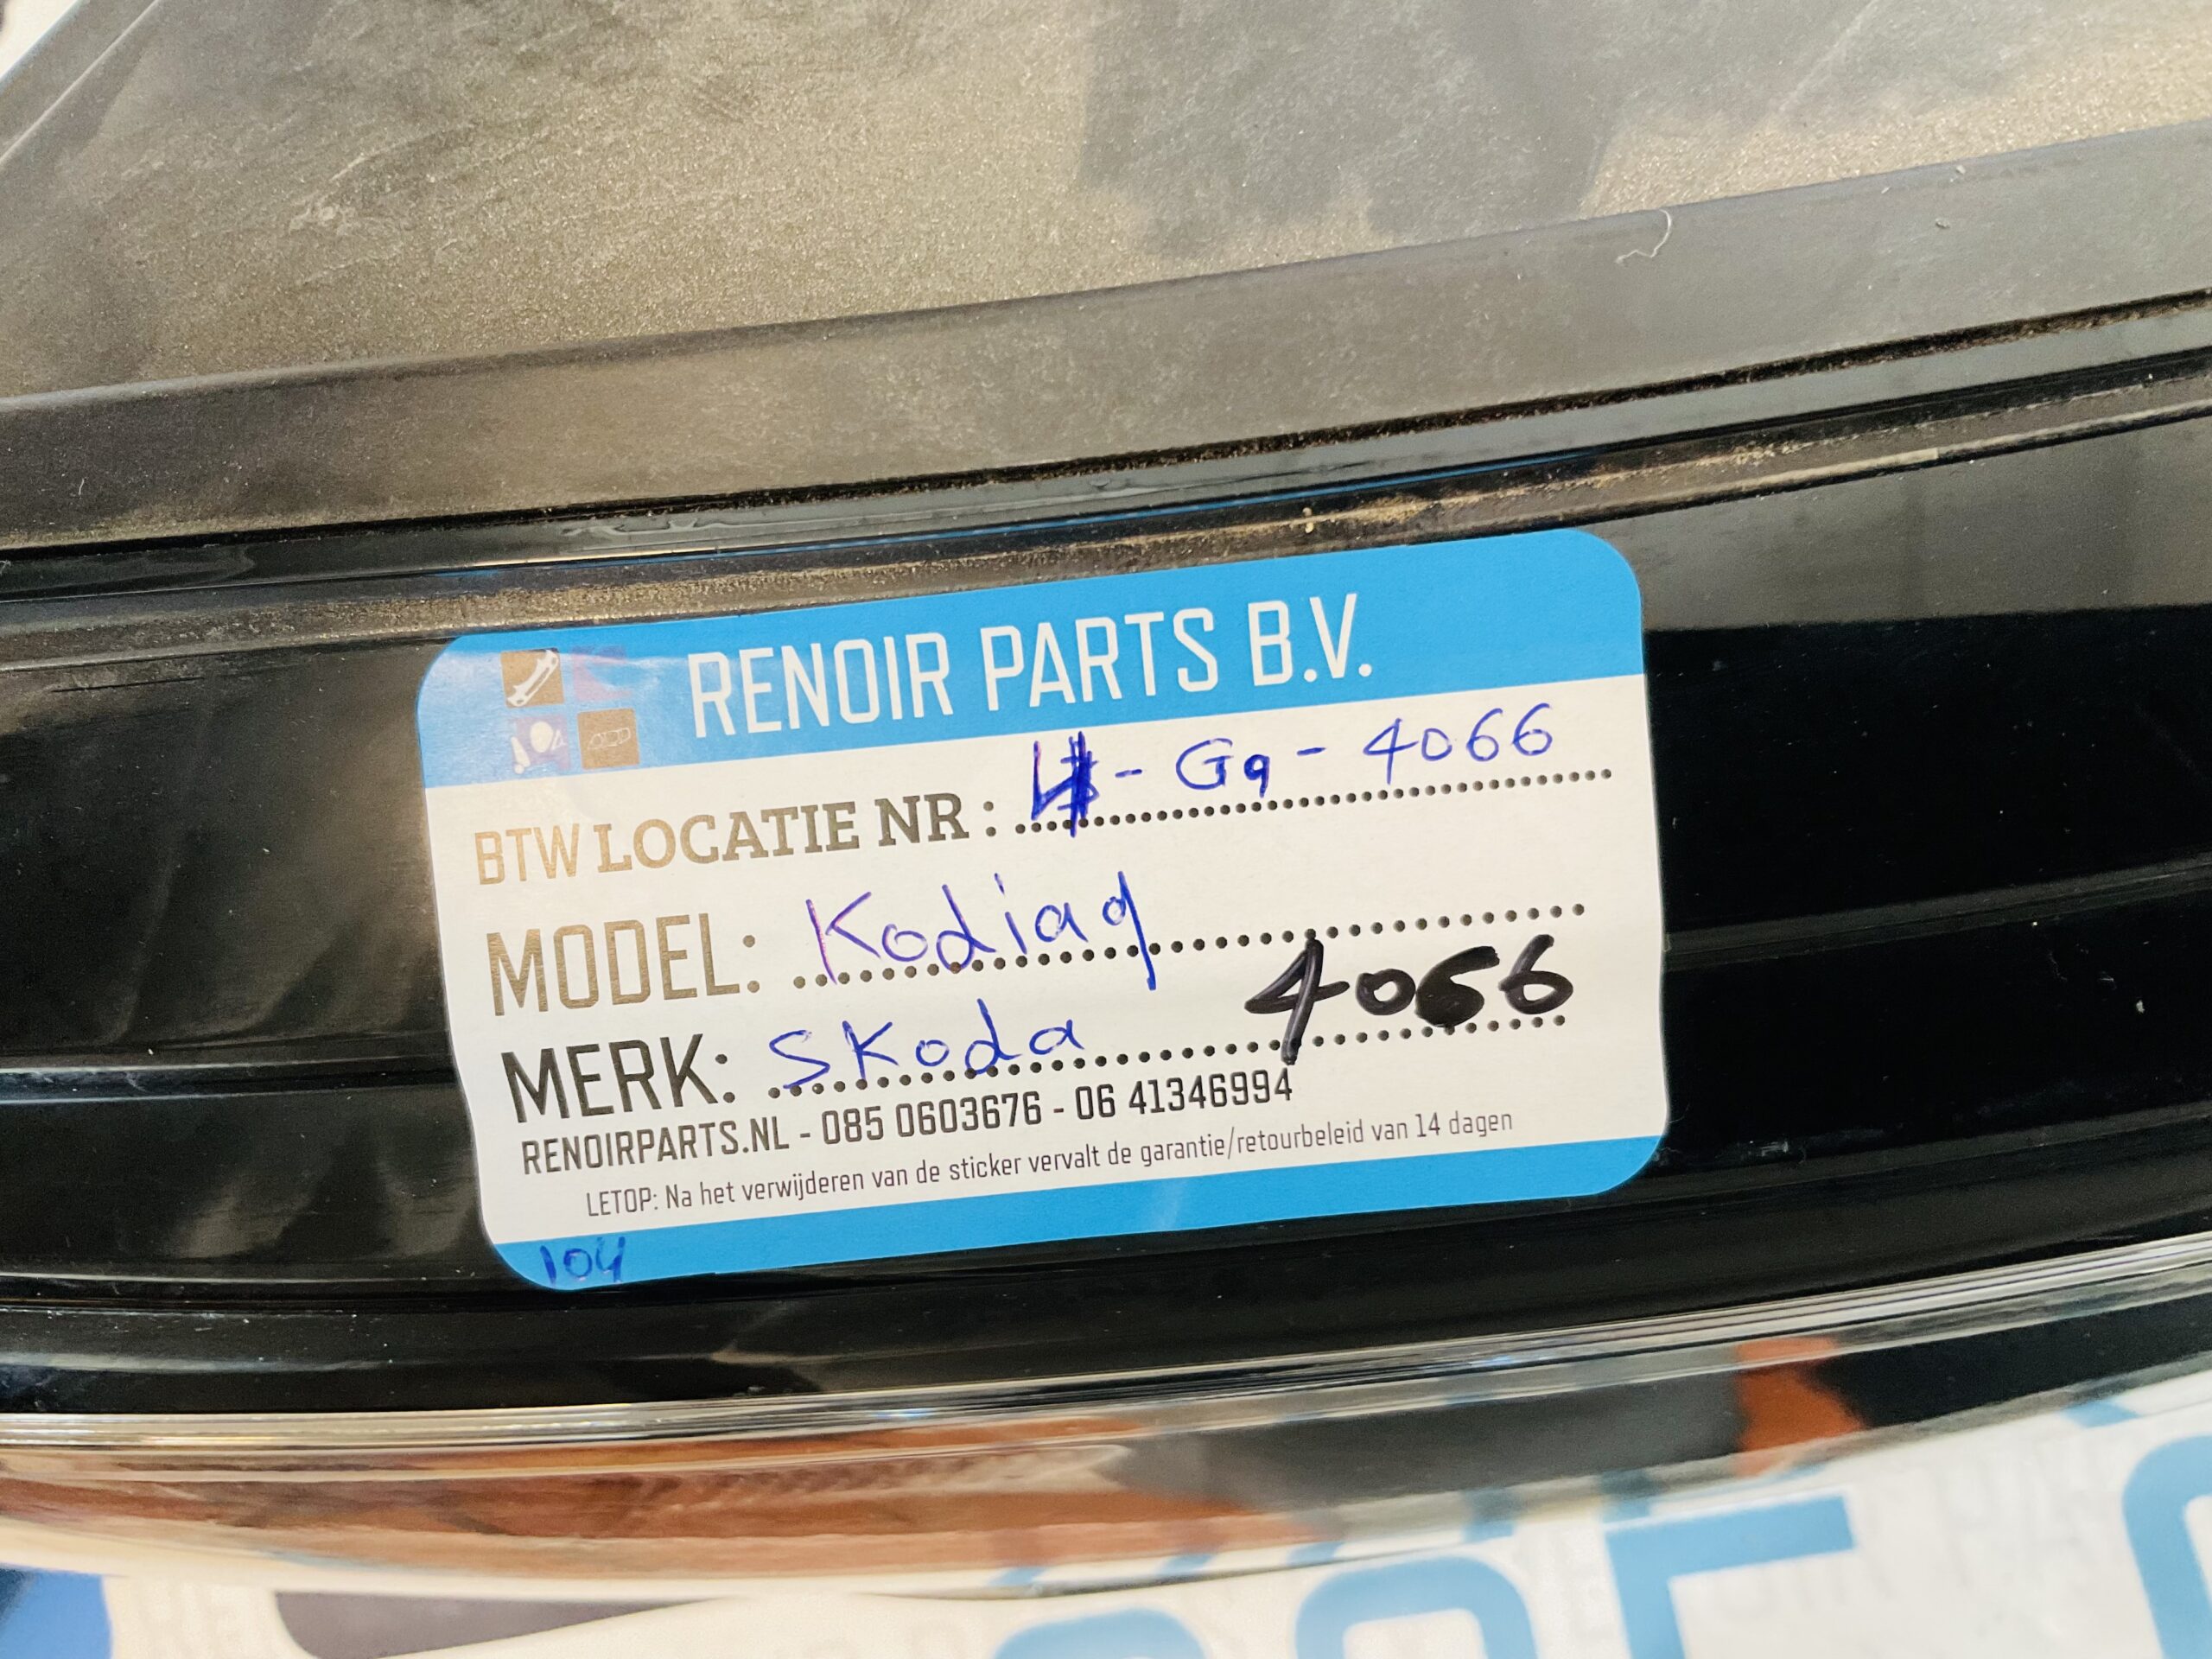 RENOIR PARTS B.V.
BTW LOCATIE NR: - G9 - 4066
MODEL: Kodiaq
MERK: Skoda 4066
RENOIRPARTS.NL - 085 0603676 - 06 41346994
LETOP: Na het verwijderen van de sticker vervalt de garantie/retourbeleid van 14 dagen
104